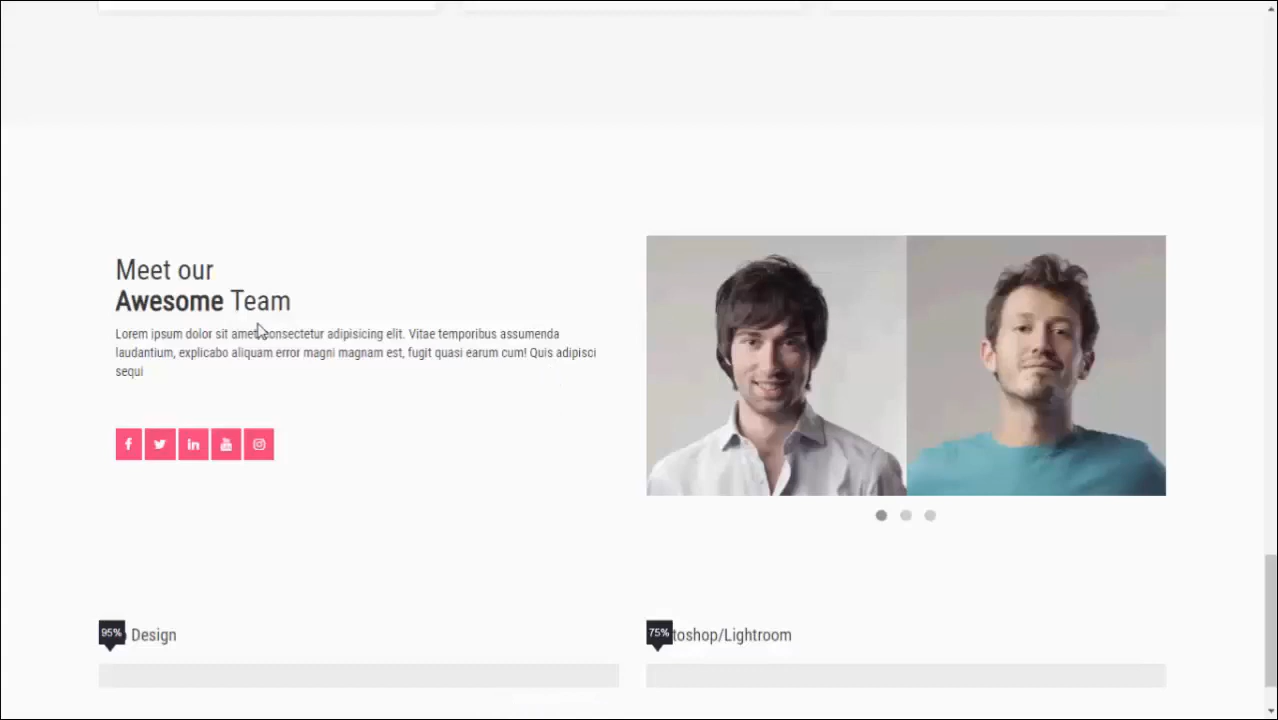 Meet our
Awesome Team
Lorem ipsum dolor sit amet, consectetur adipisicing elit. Vitae temporibus assumenda
laudantium, explicabo aliquam error magni magnam est, fugit quasi earum cum! Quis adipisci
sequi
95% Design
75% toshop/Lightroom